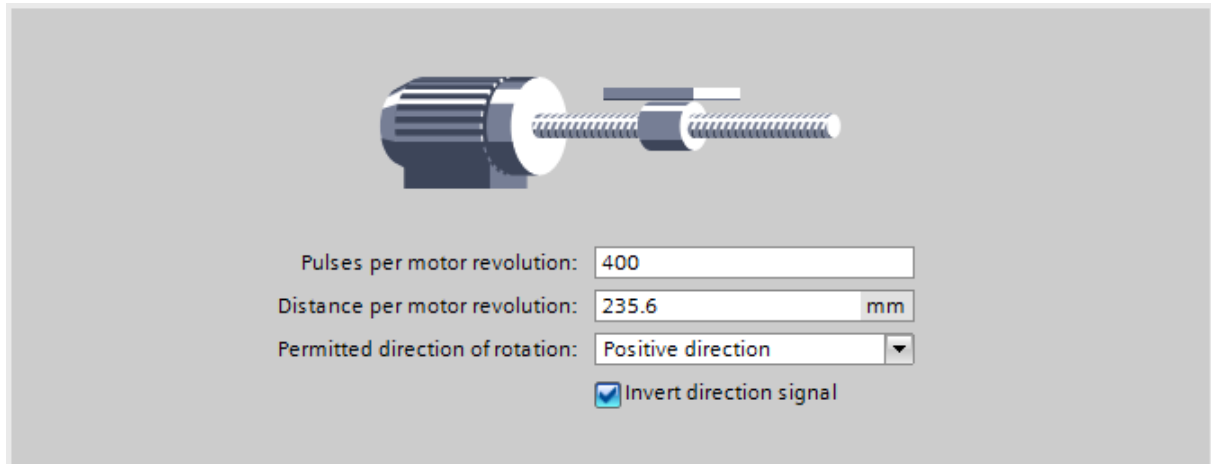 Pulses per motor revolution: 400
Distance per motor revolution: 235.6 mm
Permitted direction of rotation: Positive direction
Invert direction signal